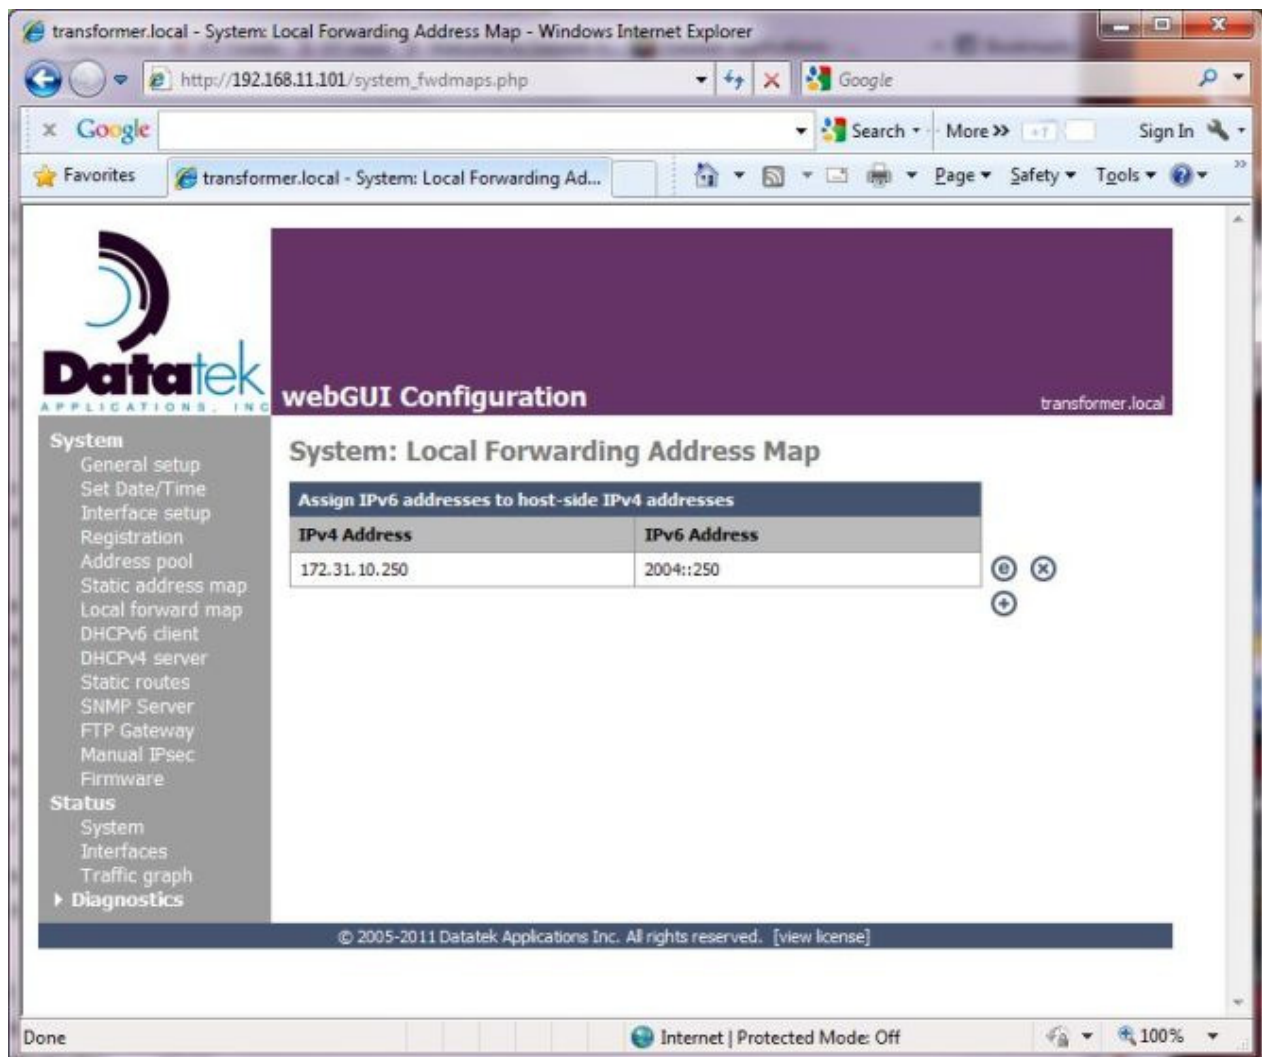 transformer.local - System: Local Forwarding Address Map - Windows Internet Explorer
http://192.168.11.101/system_fwdmaps.php
Google
x Google
Search
More »
Sign In
Favorites
transformer.local - System: Local Forwarding Ad...
Page
Safety
Tools
Datatek
APPLICATIONS, INC
webGUI Configuration
transformer.local
System
General setup
Set Date/Time
Interface setup
Registration
Address pool
Static address map
Local forward map
DHCPv6 client
DHCPv4 server
Static routes
SNMP Server
FTP Gateway
Manual IPsec
Firmware
Status
System
Interfaces
Traffic graph
Diagnostics
System: Local Forwarding Address Map
Assign IPv6 addresses to host-side IPv4 addresses
IPv4 Address IPv6 Address
172.31.10.250 2004::250
© 2005-2011 Datatek Applications Inc. All rights reserved. [view license]
Done
Internet | Protected Mode: Off
100%